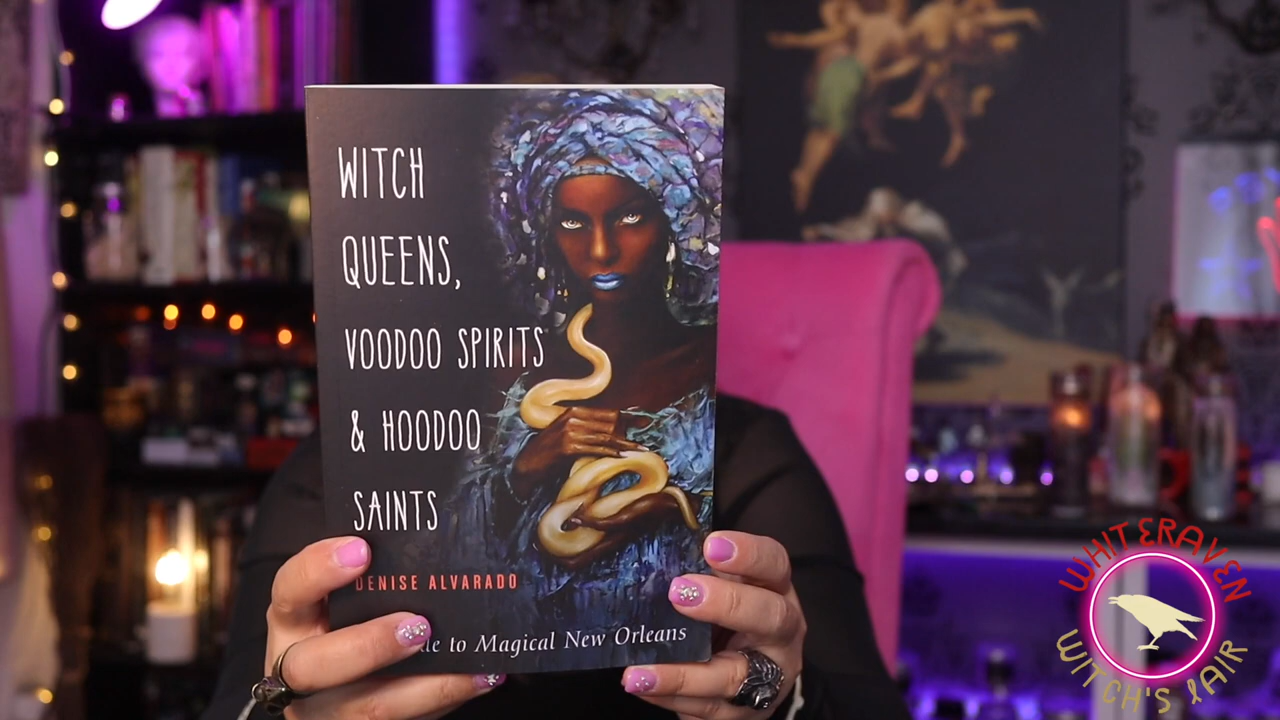 WITCH
QUEENS,
VOODOO SPIRITS
& HOODOO
SAINTS
DENISE ALVARADO
to Magical New Orleans
WHITERAVEN
WITCH'S LAIR